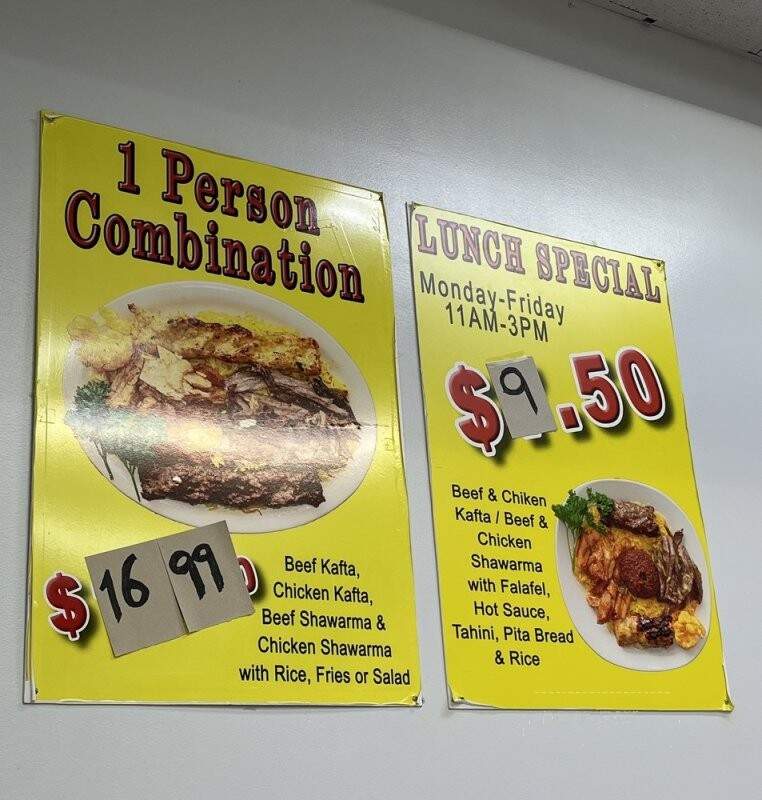 1 Person
Combination
$16 99
Beef Kafta,
Chicken Kafta,
Beef Shawarma &
Chicken Shawarma
with Rice, Fries or Salad
LUNCH SPECIAL
Monday-Friday
11AM-3PM
$9.50
Beef & Chiken
Kafta / Beef &
Chicken
Shawarma
with Falafel,
Hot Sauce,
Tahini, Pita Bread
& Rice